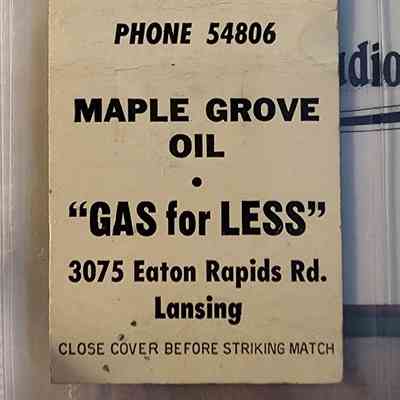 PHONE 54806
MAPLE GROVE
OIL
•
"GAS for LESS"
3075 Eaton Rapids Rd.
Lansing
CLOSE COVER BEFORE STRIKING MATCH